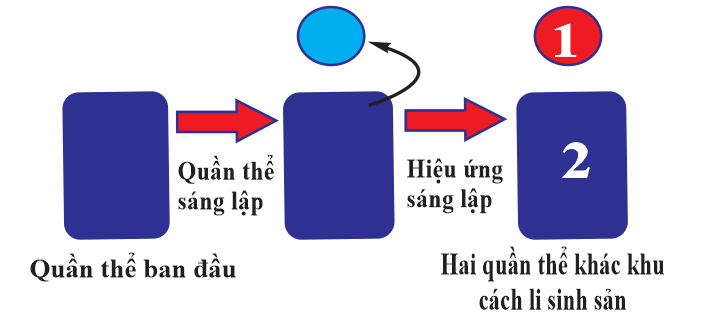 1
2
Quần thể
sáng lập
Hiệu ứng
sáng lập
Quần thể ban đầu
Hai quần thể khác khu
cách li sinh sản